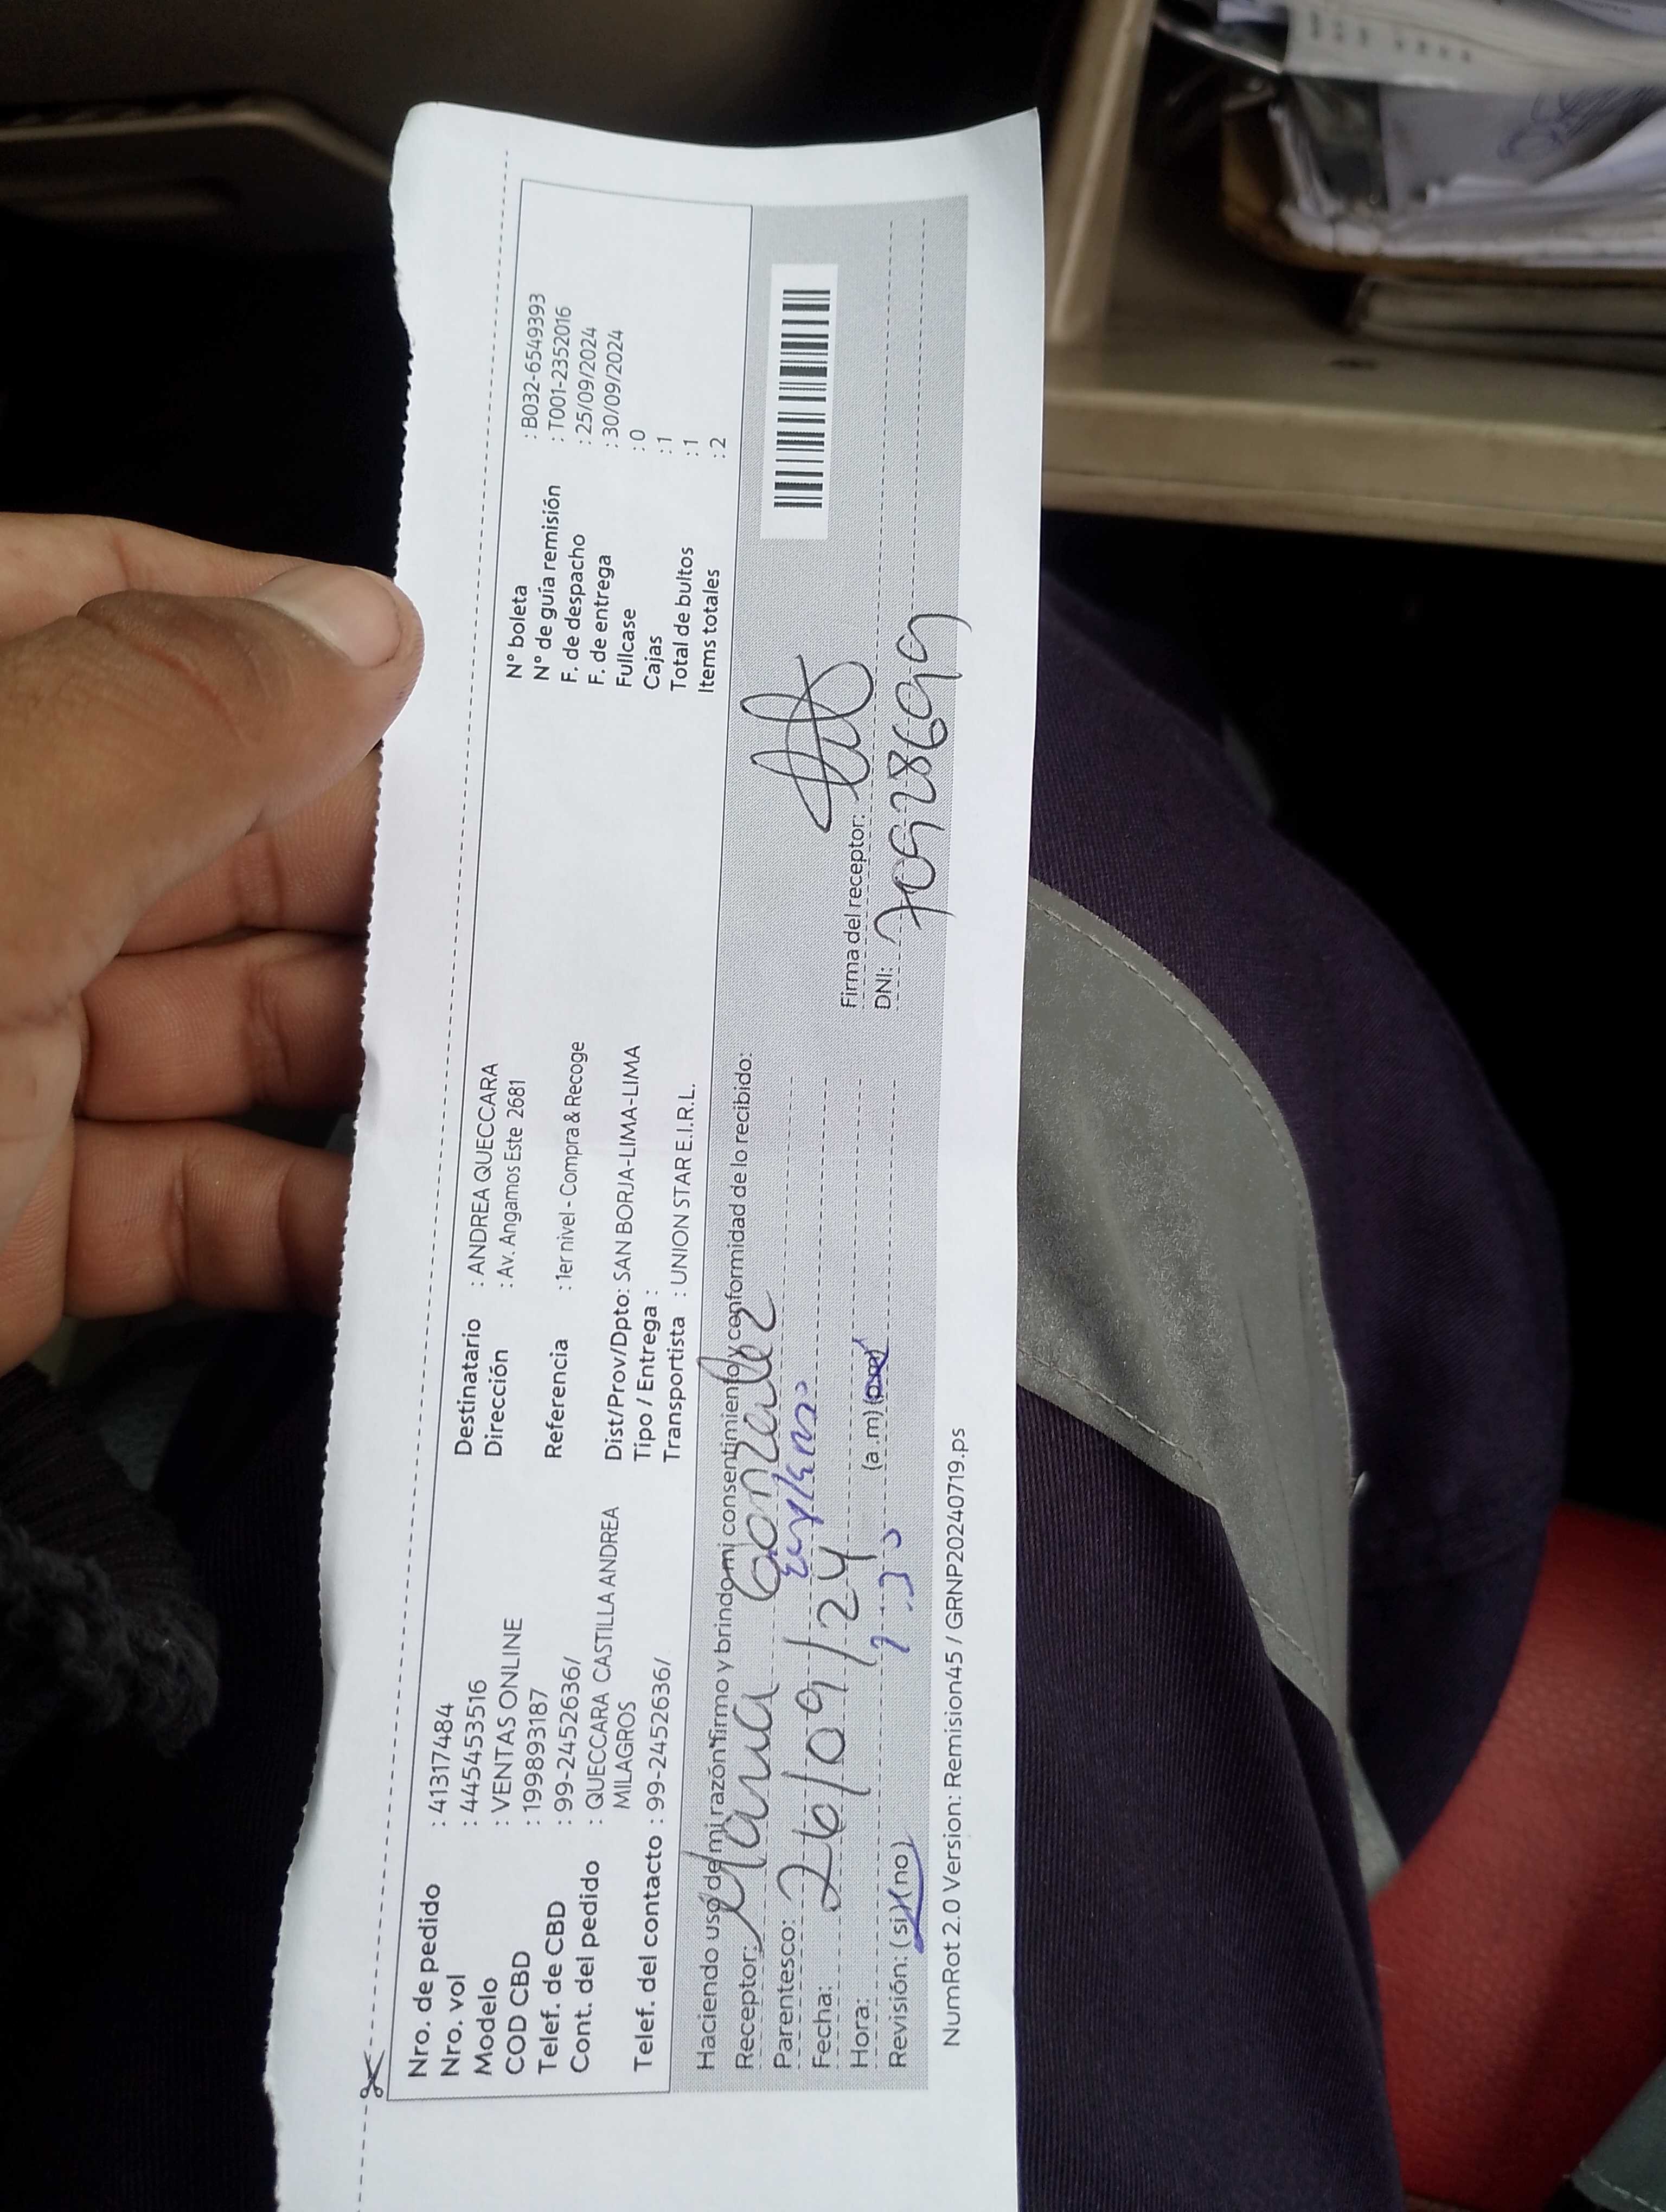 Nro. de pedido : 41317484
Nro. vol : 445453516
Modelo : VENTAS ONLINE
COD CBD : 199893187
Telef. de CBD : 99-2452636/
Cont. del pedido : QUECCARA CASTILLA ANDREA
MILAGROS
Telef. del contacto : 99-2452636/
Destinatario : ANDREA QUECCARA
Dirección : Av. Angamos Este 2681
Referencia : 1er nivel - Compra & Recoge
Dist/Prov/Dpto: SAN BORJA-LIMA-LIMA
Tipo / Entrega :
Transportista : UNION STAR E.I.R.L.
N° boleta : B032-6549393
N° de guía remisión : T001-2352016
F. de despacho : 25/09/2024
F. de entrega : 30/09/2024
Fullcase : 0
Cajas : 1
Total de bultos : 1
Items totales : 2
Haciendo uso de mi razón firmo y brindo mi consentimiento y conformidad de lo recibido:
Receptor: Maria Gonzalez
Parentesco:
Fecha: 26/09/24
Hora: (a.m) (p.m)
Revisión: (si) (no)
Firma del receptor:
DNI: 70928699
NumRot 2.0 Version: Remision45 / GRNP20240719.ps